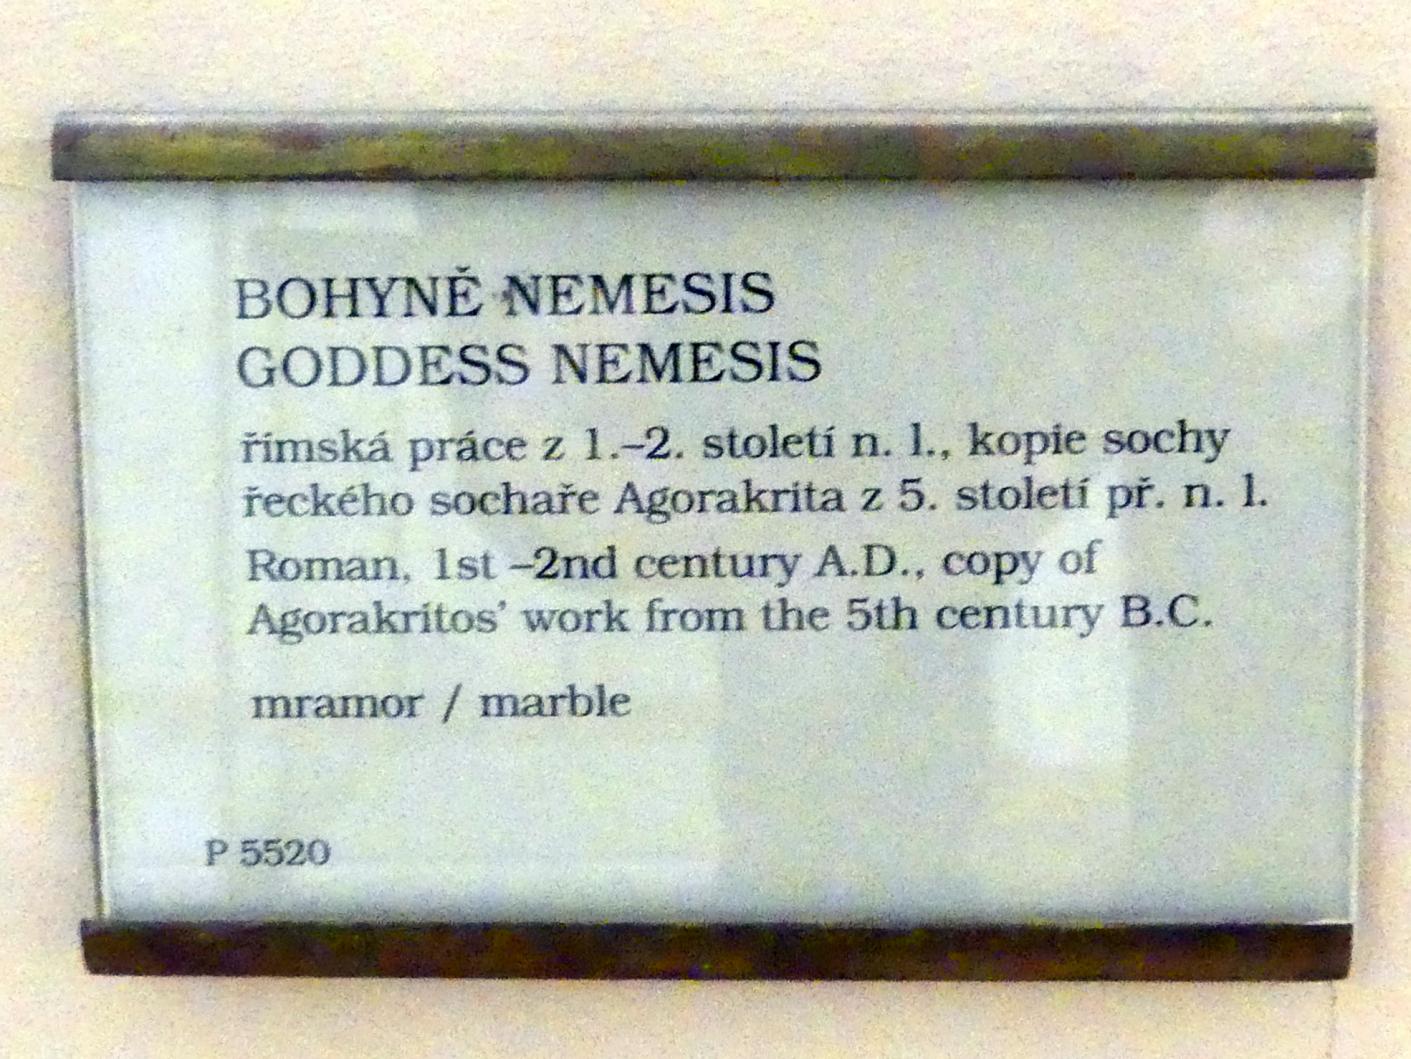 BOHYNĚ NEMESIS
GODDESS NEMESIS
římská práce z 1.–2. století n. l., kopie sochy
řeckého sochaře Agorakrita z 5. století př. n. l.
Roman, 1st –2nd century A.D., copy of
Agorakritos’ work from the 5th century B.C.
mramor / marble
P 5520